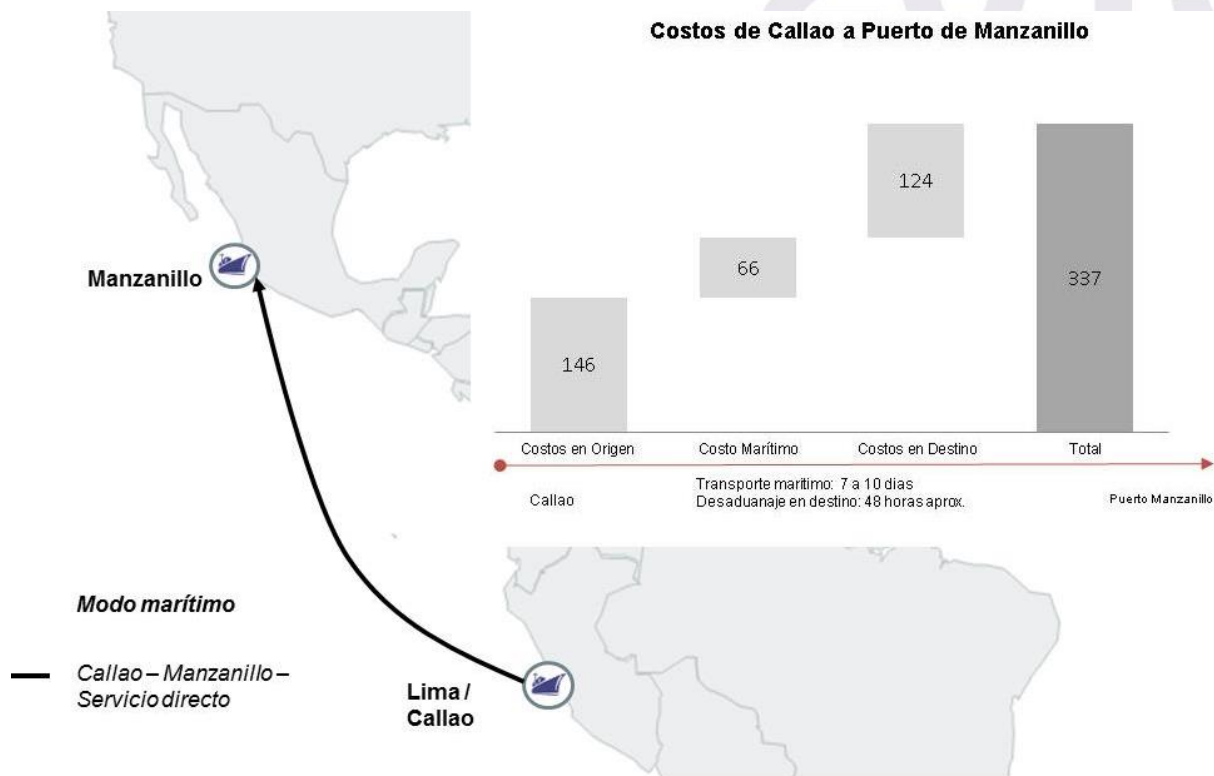 Costos de Callao a Puerto de Manzanillo
124
66
337
146
Costos en Origen
Costo Marítimo
Costos en Destino
Total
Callao
Transporte maritimo: 7 a 10 dias
Desaduanaje en destino: 48 horas aprox.
Puerto Manzanillo
Manzanillo
Modo marítimo
Callao – Manzanillo –
Servicio directo
Lima /
Callao